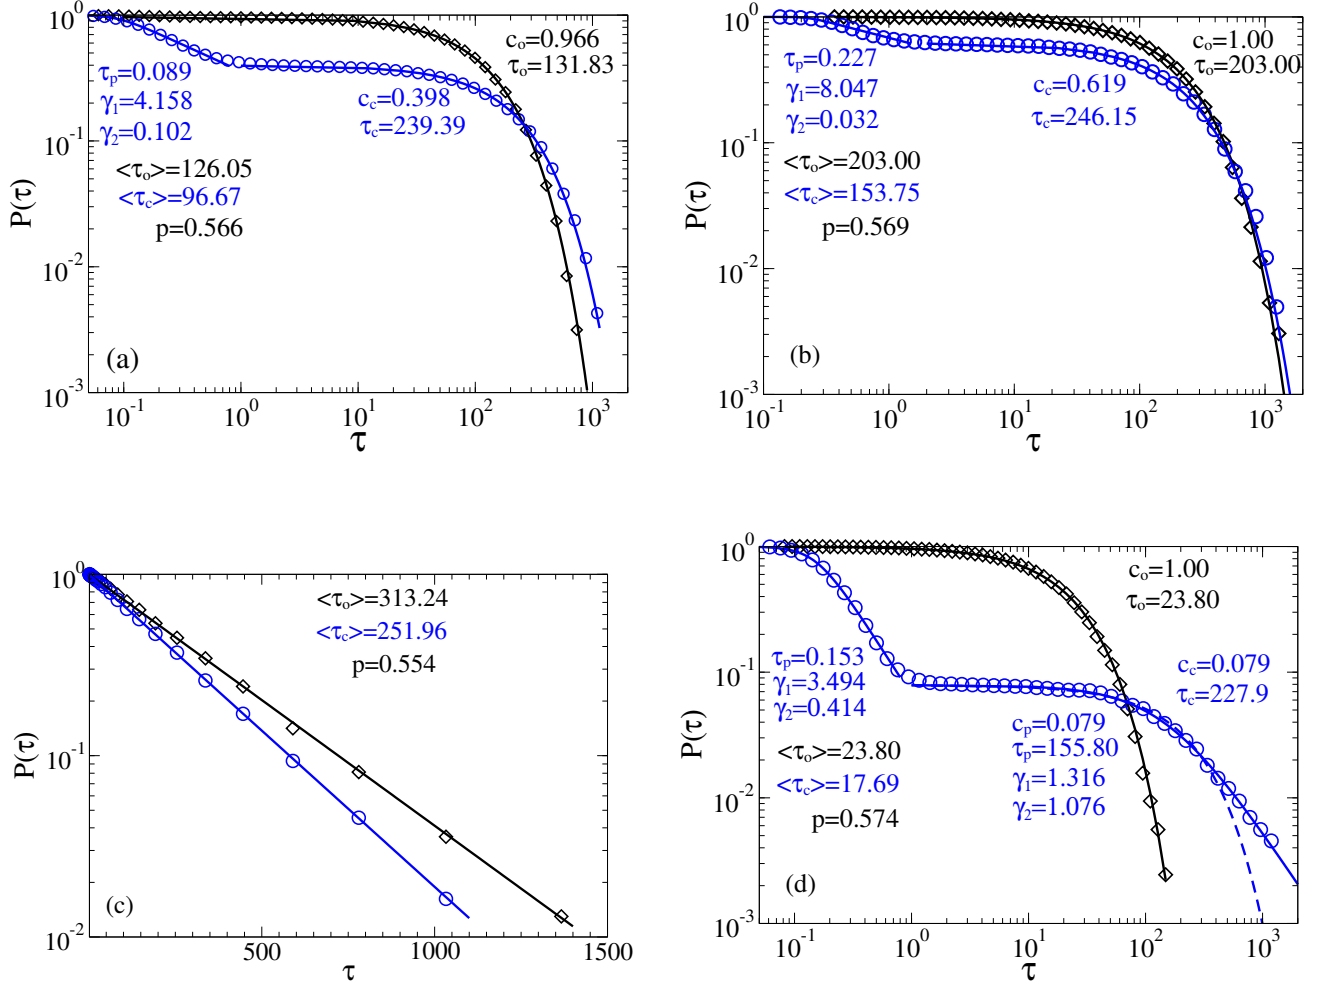 10^0
10^-1
10^-2
10^-3
P(τ)
c_o=0.966
τ_o=131.83
τ_p=0.089
γ_1=4.158
γ_2=0.102
c_c=0.398
τ_c=239.39
<τ_o>=126.05
<τ_c>=96.67
p=0.566
(a)
10^-1 10^0 10^1 10^2 10^3
τ
10^0
10^-1
10^-2
10^-3
P(τ)
c_o=1.00
τ_o=203.00
τ_p=0.227
γ_1=8.047
γ_2=0.032
c_c=0.619
τ_c=246.15
<τ_o>=203.00
<τ_c>=153.75
p=0.569
(b)
10^-1 10^0 10^1 10^2 10^3
τ
10^0
10^-1
10^-2
P(τ)
<τ_o>=313.24
<τ_c>=251.96
p=0.554
(c)
500 1000 1500
τ
10^0
10^-1
10^-2
10^-3
P(τ)
c_o=1.00
τ_o=23.80
τ_p=0.153
γ_1=3.494
γ_2=0.414
c_c=0.079
τ_c=227.9
<τ_o>=23.80
<τ_c>=17.69
p=0.574
c_p=0.079
τ_p=155.80
γ_1=1.316
γ_2=1.076
(d)
10^-1 10^0 10^1 10^2 10^3
τ